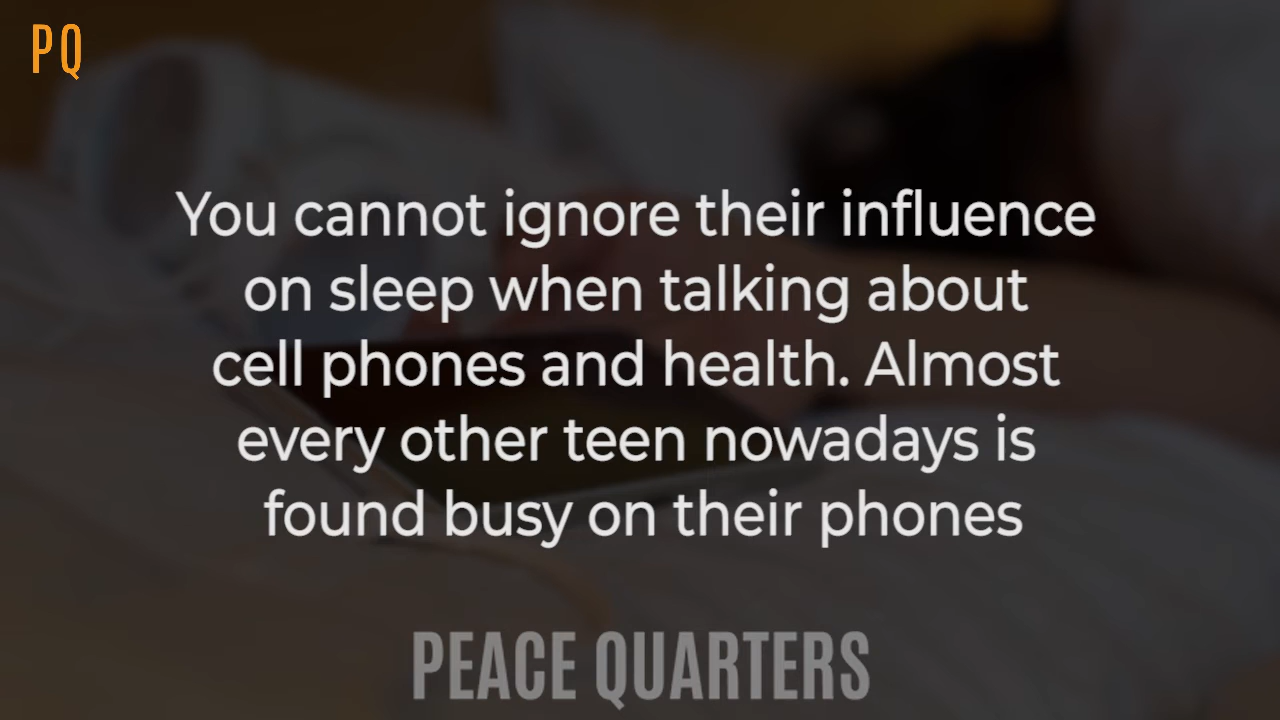 PQ
You cannot ignore their influence
on sleep when talking about
cell phones and health. Almost
every other teen nowadays is
found busy on their phones
PEACE QUARTERS